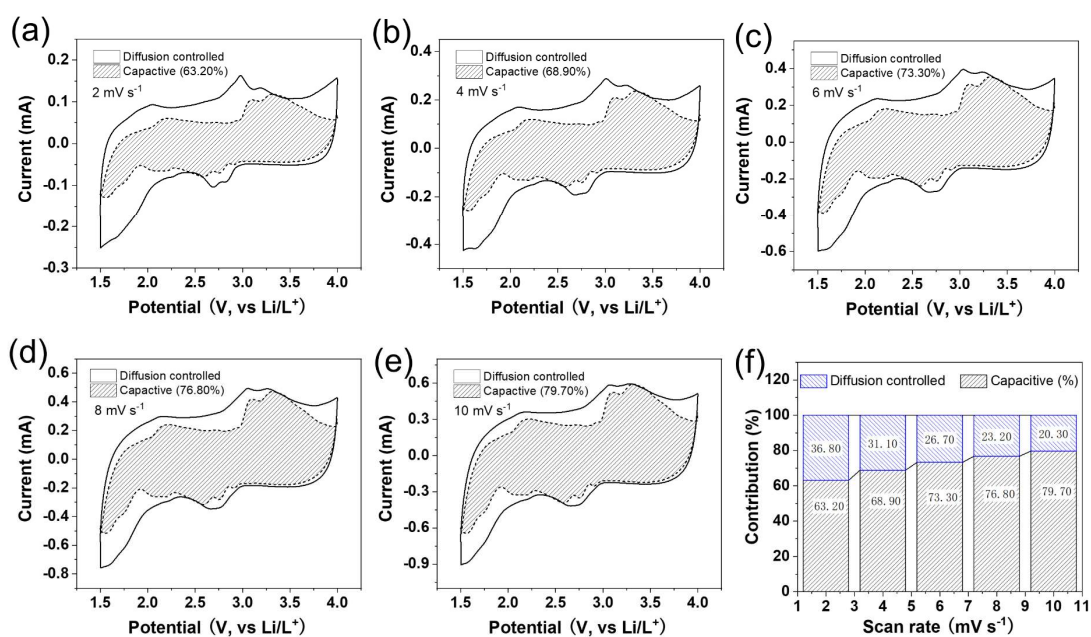 (a)
Diffusion controlled
Capactive (63.20%)
2 mV s⁻¹
0.2
0.1
0.0
-0.1
-0.2
-0.3
Current (mA)
1.5 2.0 2.5 3.0 3.5 4.0
Potential (V, vs Li/L⁺)
(b)
Diffusion controlled
Capactive (68.90%)
4 mV s⁻¹
0.4
0.2
0.0
-0.2
-0.4
Current (mA)
1.5 2.0 2.5 3.0 3.5 4.0
Potential (V, vs Li/L⁺)
(c)
Diffusion controlled
Capactive (73.30%)
6 mV s⁻¹
0.4
0.2
0.0
-0.2
-0.4
-0.6
Current (mA)
1.5 2.0 2.5 3.0 3.5 4.0
Potential (V, vs Li/L⁺)
(d)
Diffusion controlled
Capactive (76.80%)
8 mV s⁻¹
0.6
0.4
0.2
0.0
-0.2
-0.4
-0.6
-0.8
Current (mA)
1.5 2.0 2.5 3.0 3.5 4.0
Potential (V, vs Li/L⁺)
(e)
Diffusion controlled
Capactive (79.70%)
10 mV s⁻¹
0.6
0.3
0.0
-0.3
-0.6
-0.9
Current (mA)
1.5 2.0 2.5 3.0 3.5 4.0
Potential (V, vs Li/L⁺)
(f)
Diffusion controlled Capacitive (%)
120
100
80
60
40
20
0
Contribution (%)
36.80 31.10 26.70 23.20 20.30
63.20 68.90 73.30 76.80 79.70
1 2 3 4 5 6 7 8 9 10 11
Scan rate (mV s⁻¹)